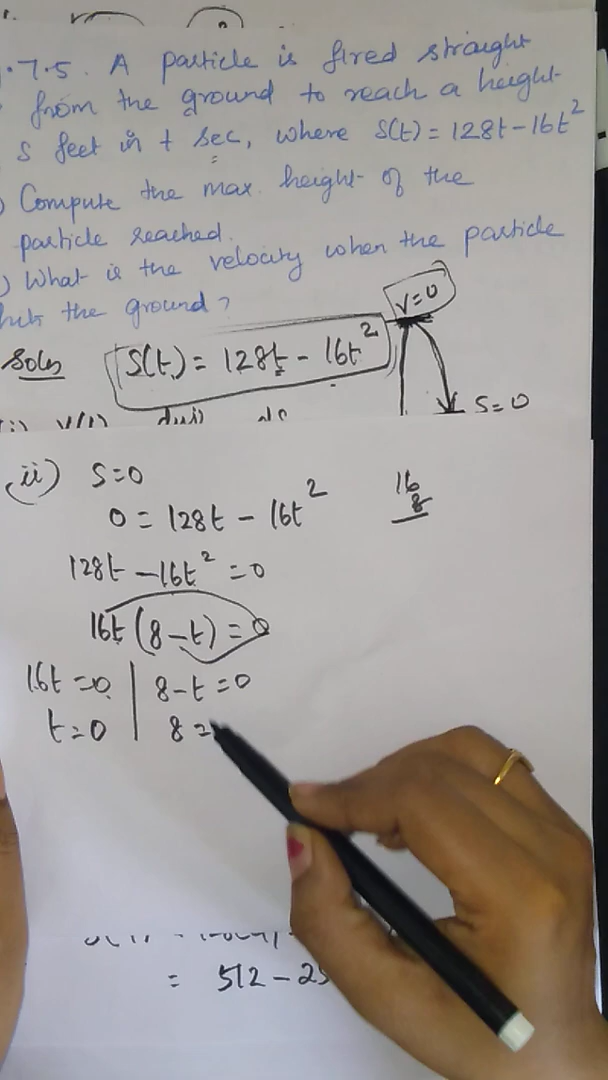 .7.5. A particle is fired straight
from the ground to reach a height
s feet in t sec, where S(t) = 128t - 16t²
) Compute the max. height of the
particle reached.
) What is the velocity when the particle
the ground?
V=0
Soln
S(t) = 128t - 16t²
S=0
ii) S=0
16
8
0 = 128t - 16t²
128t - 16t² = 0
16t (8-t) = 0
16t = 0 | 8-t = 0
t = 0 | 8 =
= 512 - 25